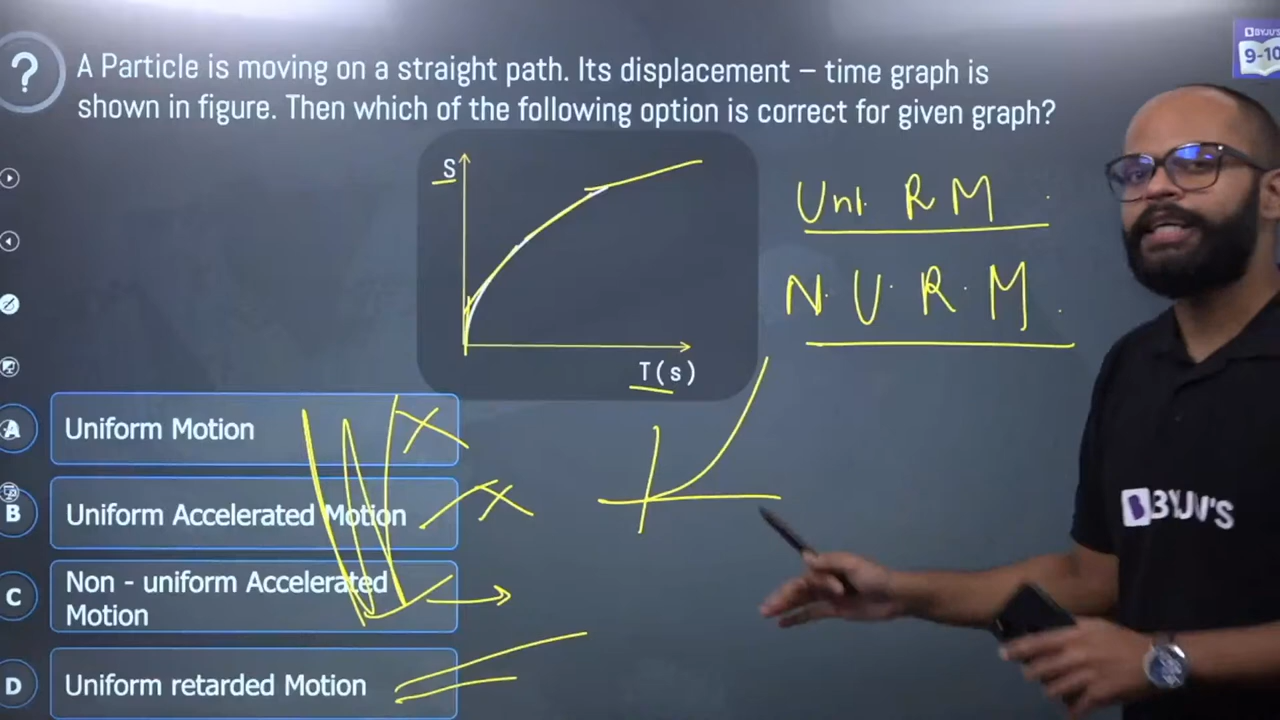 ?
A Particle is moving on a straight path. Its displacement – time graph is
shown in figure. Then which of the following option is correct for given graph?
BYJU'S
9-10
S
T(s)
Uni. R M
N. U. R. M.
A Uniform Motion
B Uniform Accelerated Motion
C Non - uniform Accelerated
Motion
D Uniform retarded Motion
BYJU'S